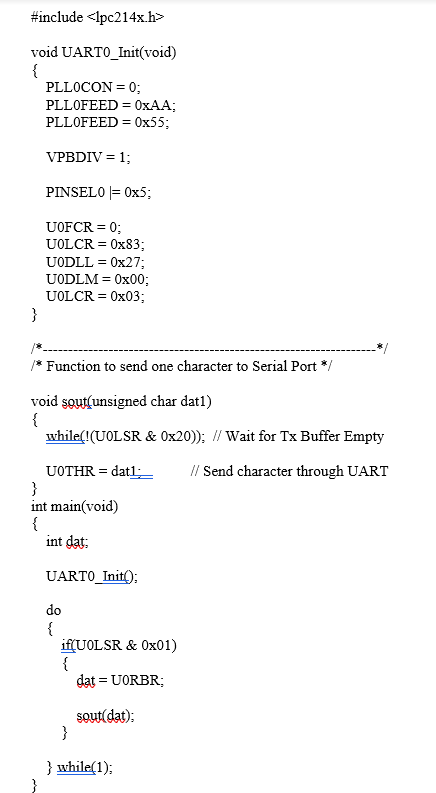 #include <lpc214x.h>
void UART0_Init(void)
{
PLL0CON = 0;
PLL0FEED = 0xAA;
PLL0FEED = 0x55;
VPBDIV = 1;
PINSEL0 |= 0x5;
U0FCR = 0;
U0LCR = 0x83;
U0DLL = 0x27;
U0DLM = 0x00;
U0LCR = 0x03;
}
/*-------------------------------------------------------------------*/
/* Function to send one character to Serial Port */
void sout(unsigned char dat1)
{
while(!(U0LSR & 0x20)); // Wait for Tx Buffer Empty
U0THR = dat1; // Send character through UART
}
int main(void)
{
int dat;
UART0_Init();
do
{
if(U0LSR & 0x01)
{
dat = U0RBR;
sout(dat);
}
} while(1);
}